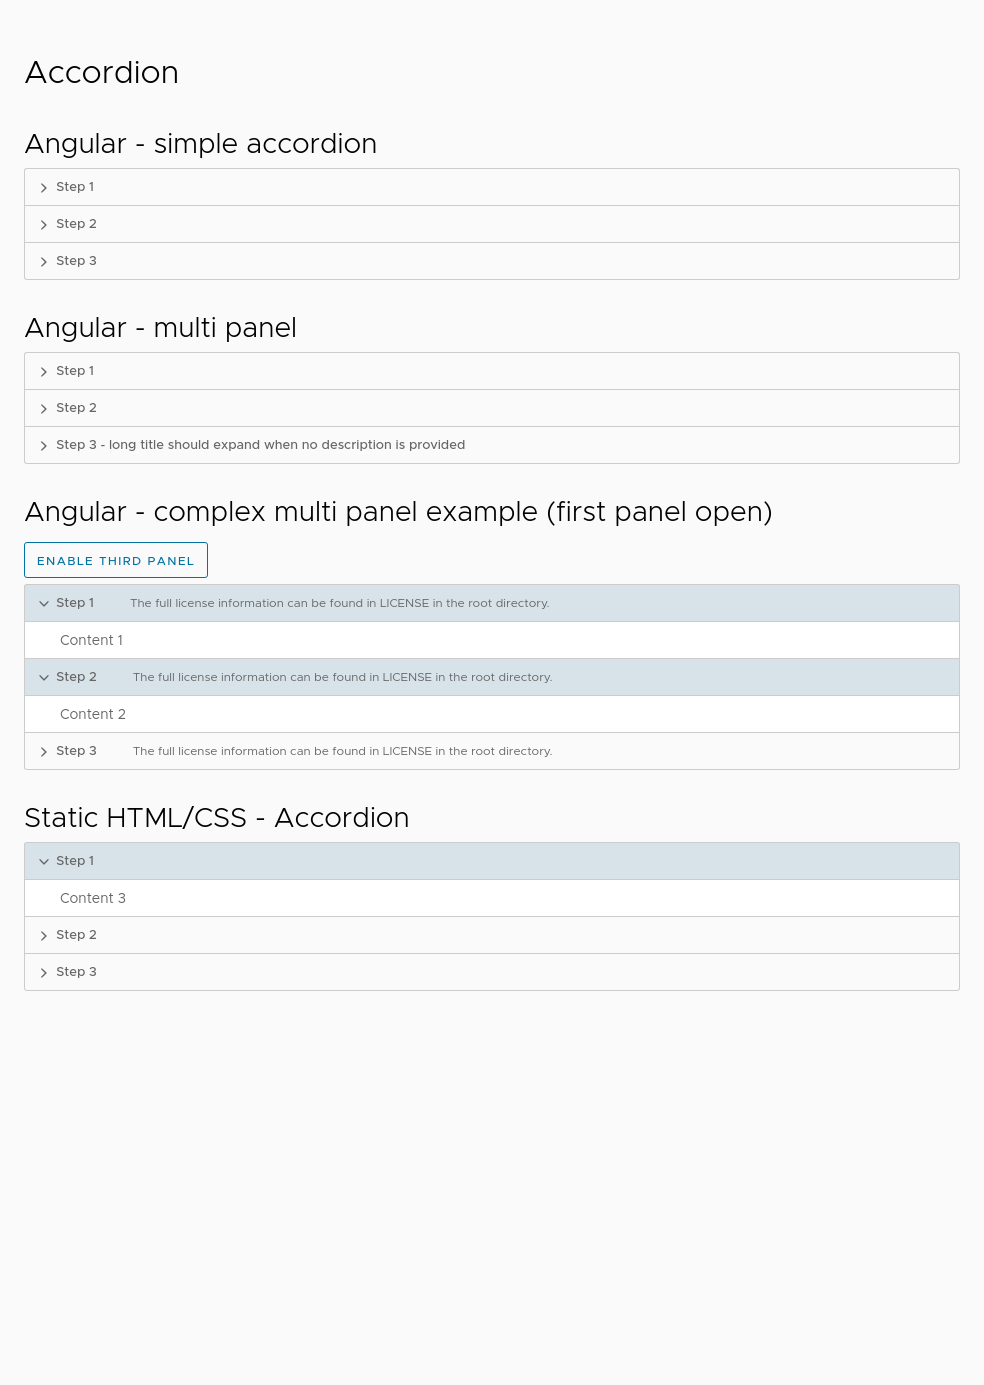 Accordion
Angular - simple accordion
Step 1
Step 2
Step 3
Angular - multi panel
Step 1
Step 2
Step 3 - long title should expand when no description is provided
Angular - complex multi panel example (first panel open)
ENABLE THIRD PANEL
Step 1 The full license information can be found in LICENSE in the root directory.
Content 1
Step 2 The full license information can be found in LICENSE in the root directory.
Content 2
Step 3 The full license information can be found in LICENSE in the root directory.
Static HTML/CSS - Accordion
Step 1
Content 3
Step 2
Step 3